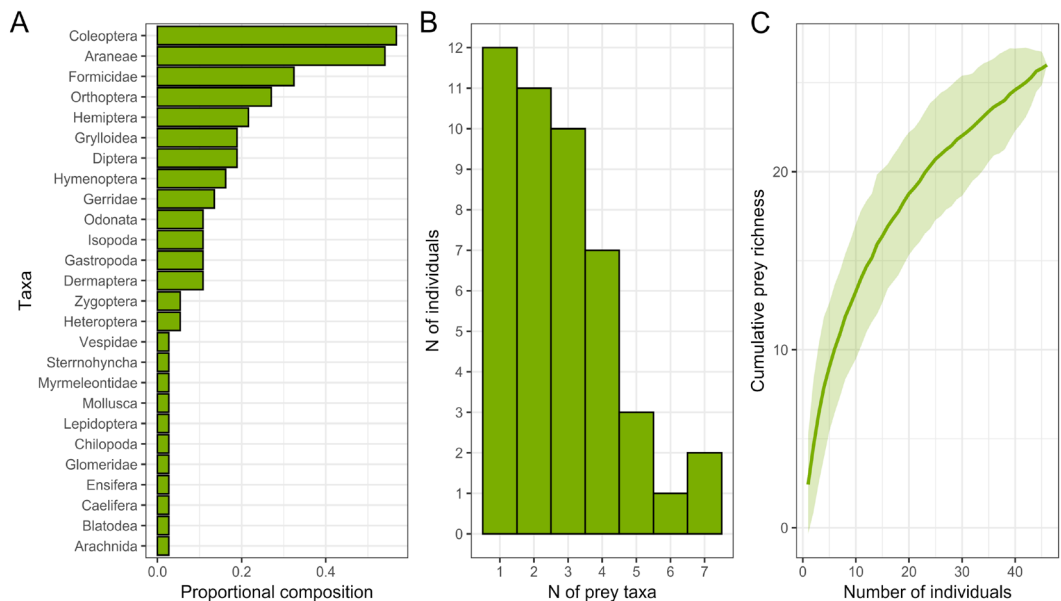 A
Taxa
Coleoptera
Araneae
Formicidae
Orthoptera
Hemiptera
Grylloidea
Diptera
Hymenoptera
Gerridae
Odonata
Isopoda
Gastropoda
Dermaptera
Zygoptera
Heteroptera
Vespidae
Sterrnohyncha
Myrmeleontidae
Mollusca
Lepidoptera
Chilopoda
Glomeridae
Ensifera
Caelifera
Blatodea
Arachnida
0.0 0.2 0.4
Proportional composition
B
N of individuals
12
11
10
9
8
7
6
5
4
3
2
1
0
1 2 3 4 5 6 7
N of prey taxa
C
Cumulative prey richness
20
10
0
0 10 20 30 40
Number of individuals